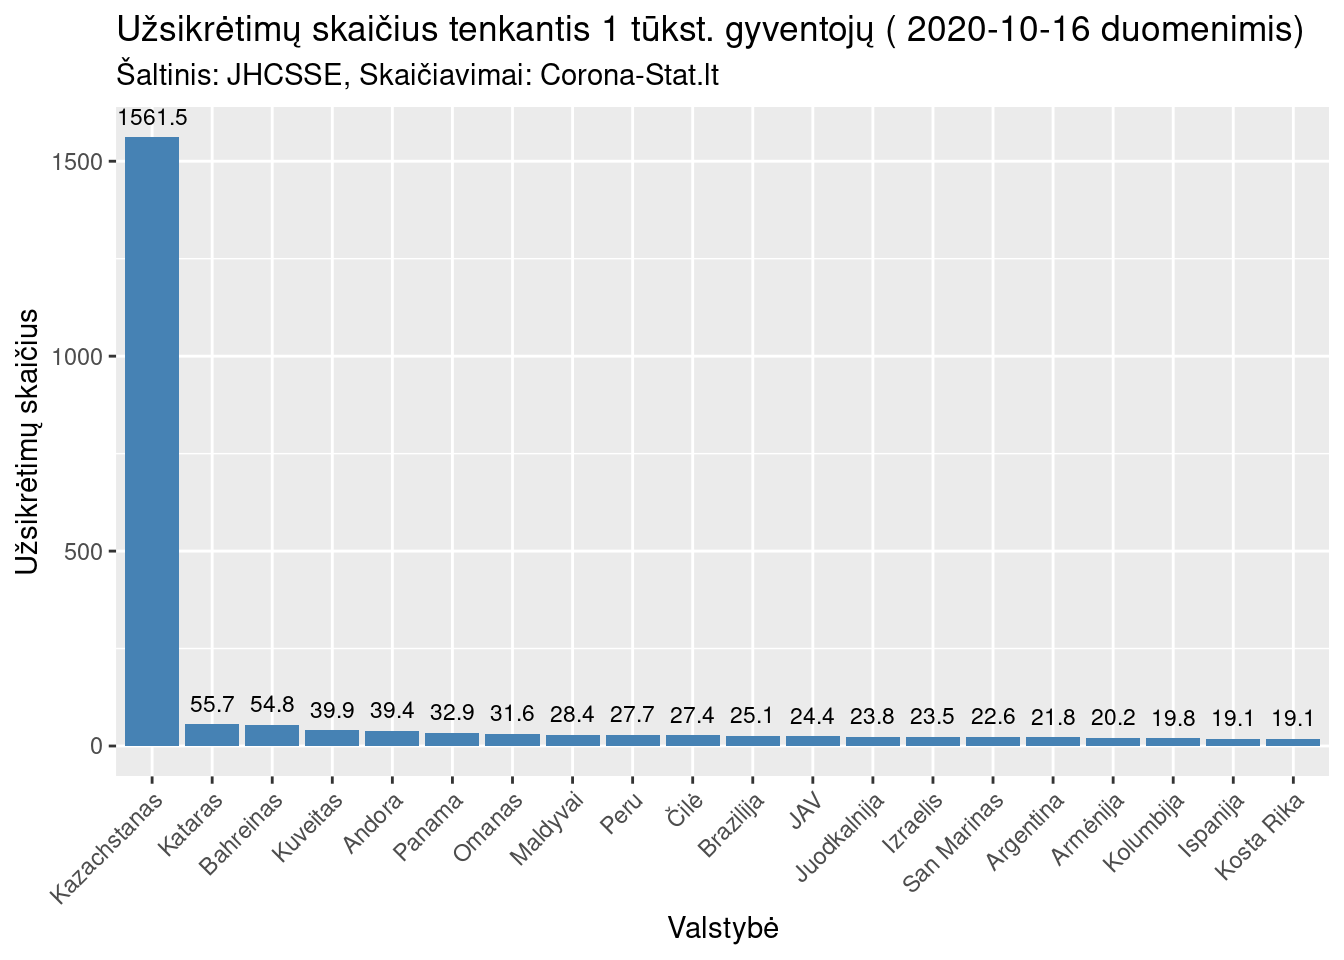 Užsikrėtimų skaičius tenkantis 1 tūkst. gyventojų ( 2020-10-16 duomenimis)
Šaltinis: JHCSSE, Skaičiavimai: Corona-Stat.lt
Užsikrėtimų skaičius
1500
1000
500
0
1561.5
55.7
54.8
39.9
39.4
32.9
31.6
28.4
27.7
27.4
25.1
24.4
23.8
23.5
22.6
21.8
20.2
19.8
19.1
19.1
Kazachstanas
Kataras
Bahreinas
Kuveitas
Andora
Panama
Omanas
Maldyvai
Peru
Čilė
Brazilija
JAV
Juodkalnija
Izraelis
San Marinas
Argentina
Armėnija
Kolumbija
Ispanija
Kosta Rika
Valstybė